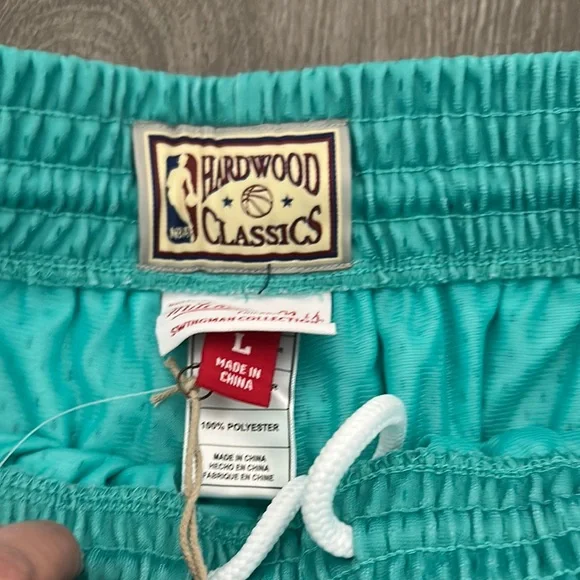 HARDWOOD
CLASSICS
NBA
SWINGMAN COLLECTION
L
MADE IN
CHINA
100% POLYESTER
MADE IN CHINA
HECHO EN CHINA
FABRIQUE EN CHINE